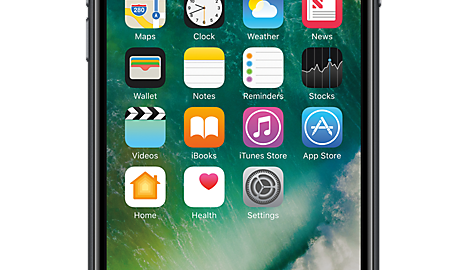 280
Maps Clock Weather News
Wallet Notes Reminders Stocks
Videos iBooks iTunes Store App Store
Home Health Settings